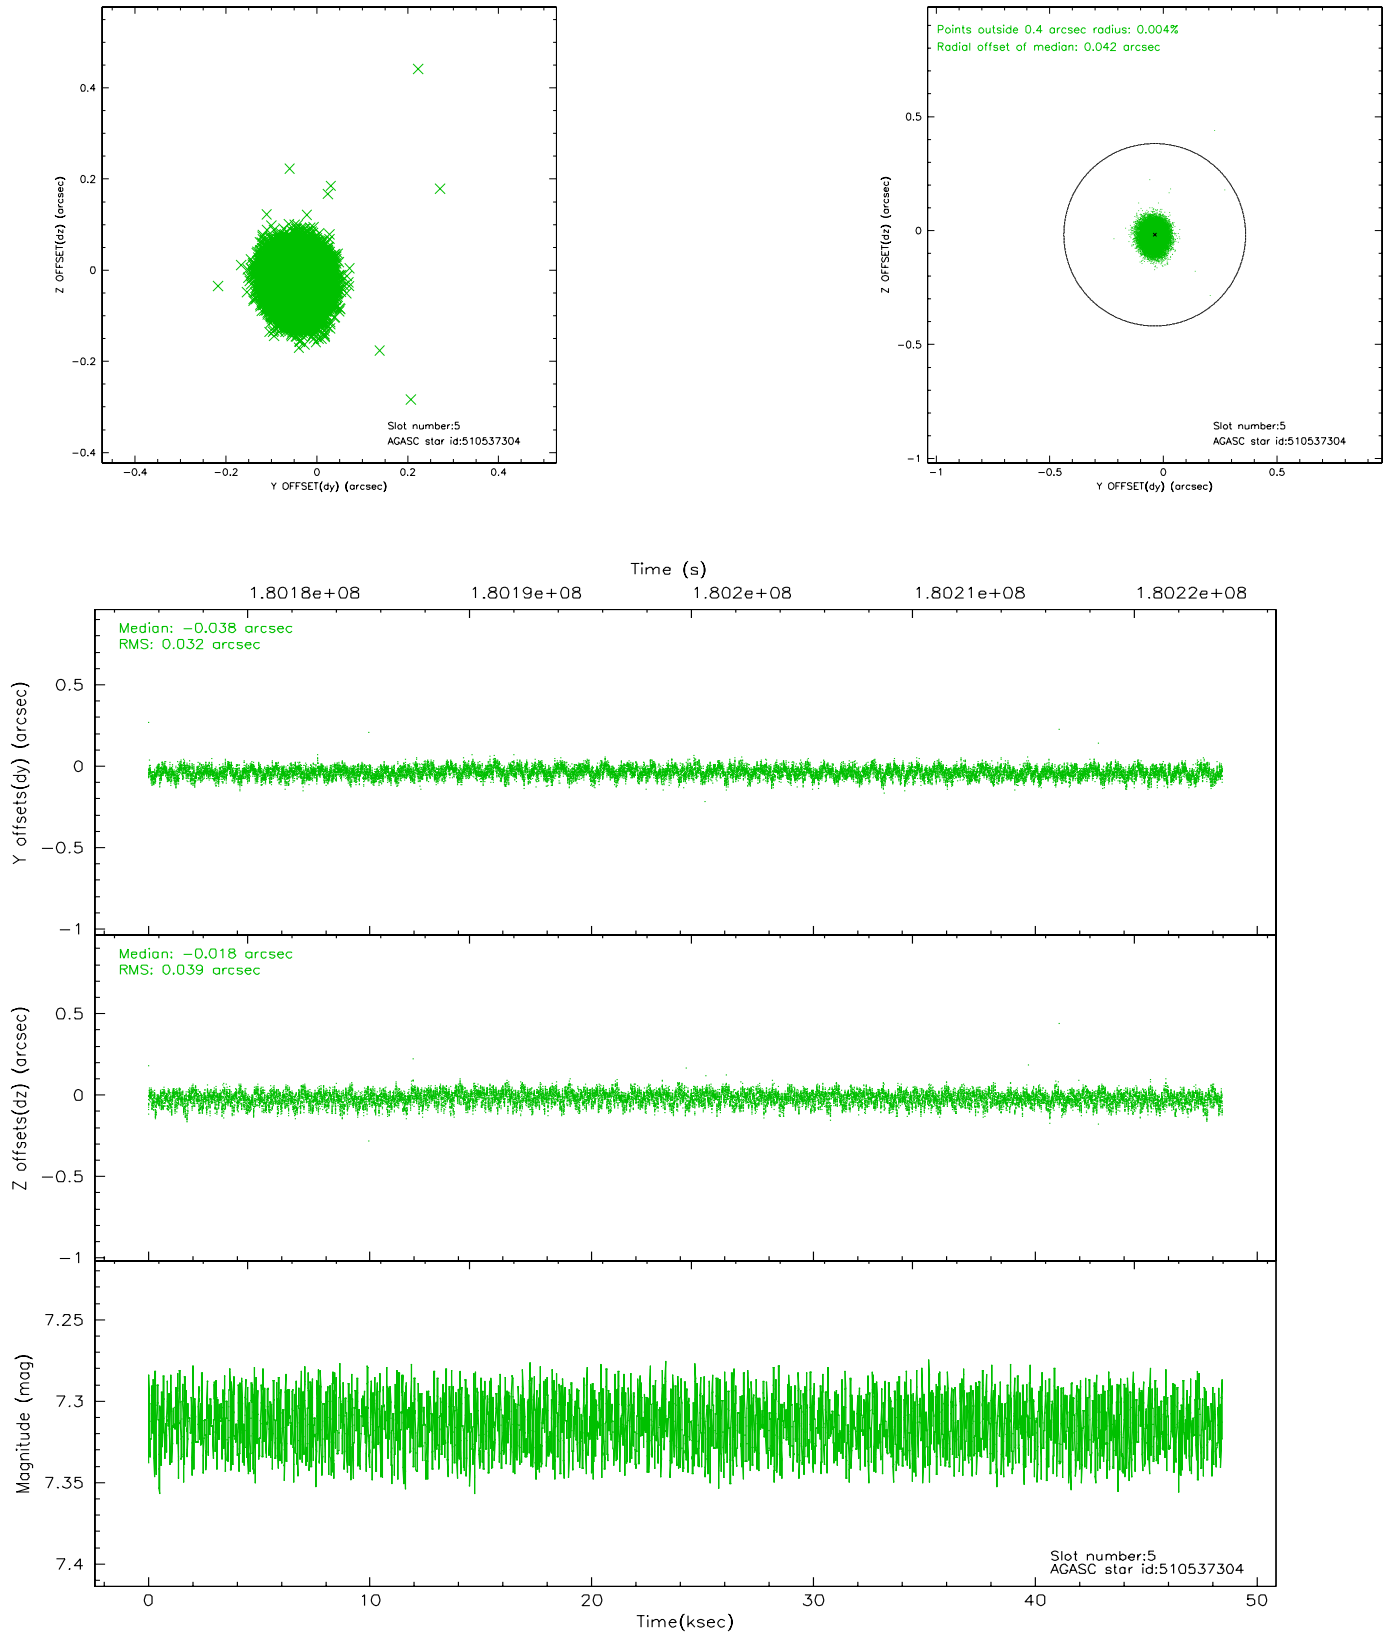 0.4
0.2
0
−0.2
−0.4
Z OFFSET(dz) (arcsec)
Slot number:5
AGASC star id:510537304
−0.4 −0.2 0 0.2 0.4
Y OFFSET(dy) (arcsec)
Points outside 0.4 arcsec radius: 0.004%
Radial offset of median: 0.042 arcsec
0.5
0
−0.5
−1
Z OFFSET(dz) (arcsec)
Slot number:5
AGASC star id:510537304
−1 −0.5 0 0.5
Y OFFSET(dy) (arcsec)
Time (s)
1.8018e+08 1.8019e+08 1.802e+08 1.8021e+08 1.8022e+08
Median: −0.038 arcsec
RMS: 0.032 arcsec
0.5
0
−0.5
−1
Y offsets(dy) (arcsec)
Median: −0.018 arcsec
RMS: 0.039 arcsec
0.5
0
−0.5
−1
Z offsets(dz) (arcsec)
7.25
7.3
7.35
7.4
Magnitude (mag)
Slot number:5
AGASC star id:510537304
0 10 20 30 40 50
Time(ksec)